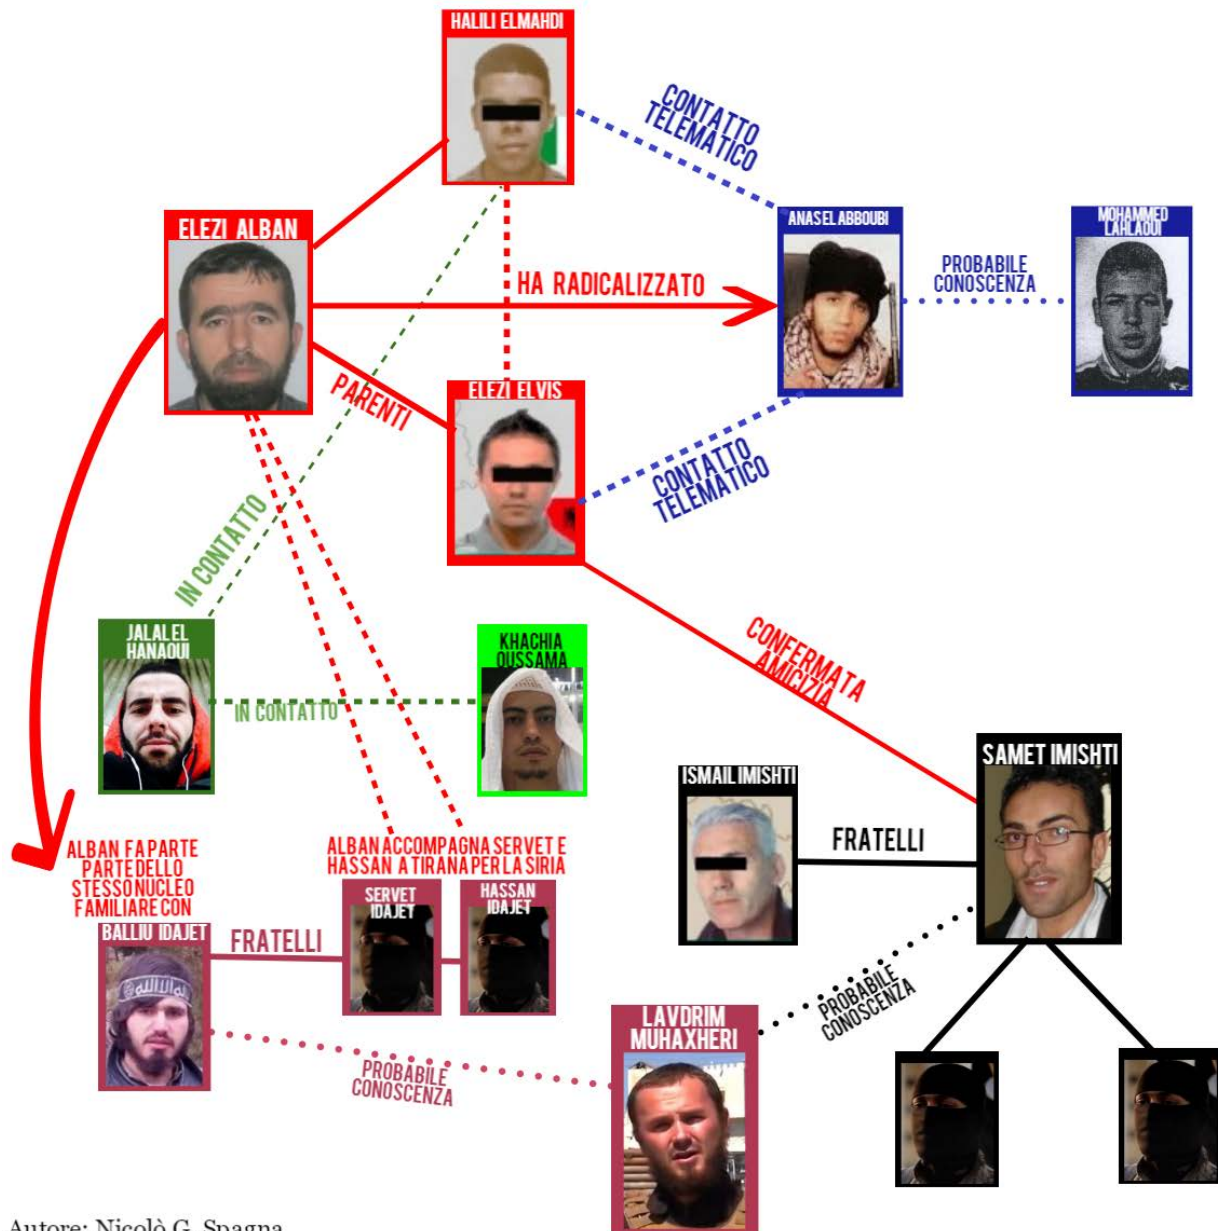 HALILI ELMAHDI
CONTATTO
TELEMATICO
ELEZI ALBAN
ANAS EL ABBOUBI
MOHAMMED
LAHLAOUI
HA RADICALIZZATO
PROBABILE
CONOSCENZA
PARENTI
ELEZI ELVIS
CONTATTO
TELEMATICO
IN CONTATTO
JALAL EL
HANAOUI
KHACHIA
OUSSAMA
IN CONTATTO
CONFERMATA
AMICIZIA
ISMAIL IMISHTI
SAMET IMISHTI
FRATELLI
ALBAN FA PARTE
PARTE DELLO
STESSO NUCLEO
FAMILIARE CON
ALBAN ACCOMPAGNA SERVET E
HASSAN A TIRANA PER LA SIRIA
SERVET
IDAJET
HASSAN
IDAJET
BALLIU IDAJET
FRATELLI
PROBABILE
CONOSCENZA
LAVDRIM
MUHAXHERI
PROBABILE
CONOSCENZA
Autore: Nicolò G. Spagna